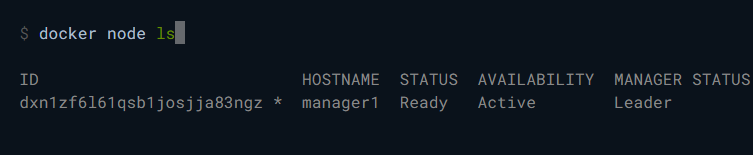 $ docker node ls
ID HOSTNAME STATUS AVAILABILITY MANAGER STATUS
dxn1zf6l61qsb1josjja83ngz * manager1 Ready Active Leader